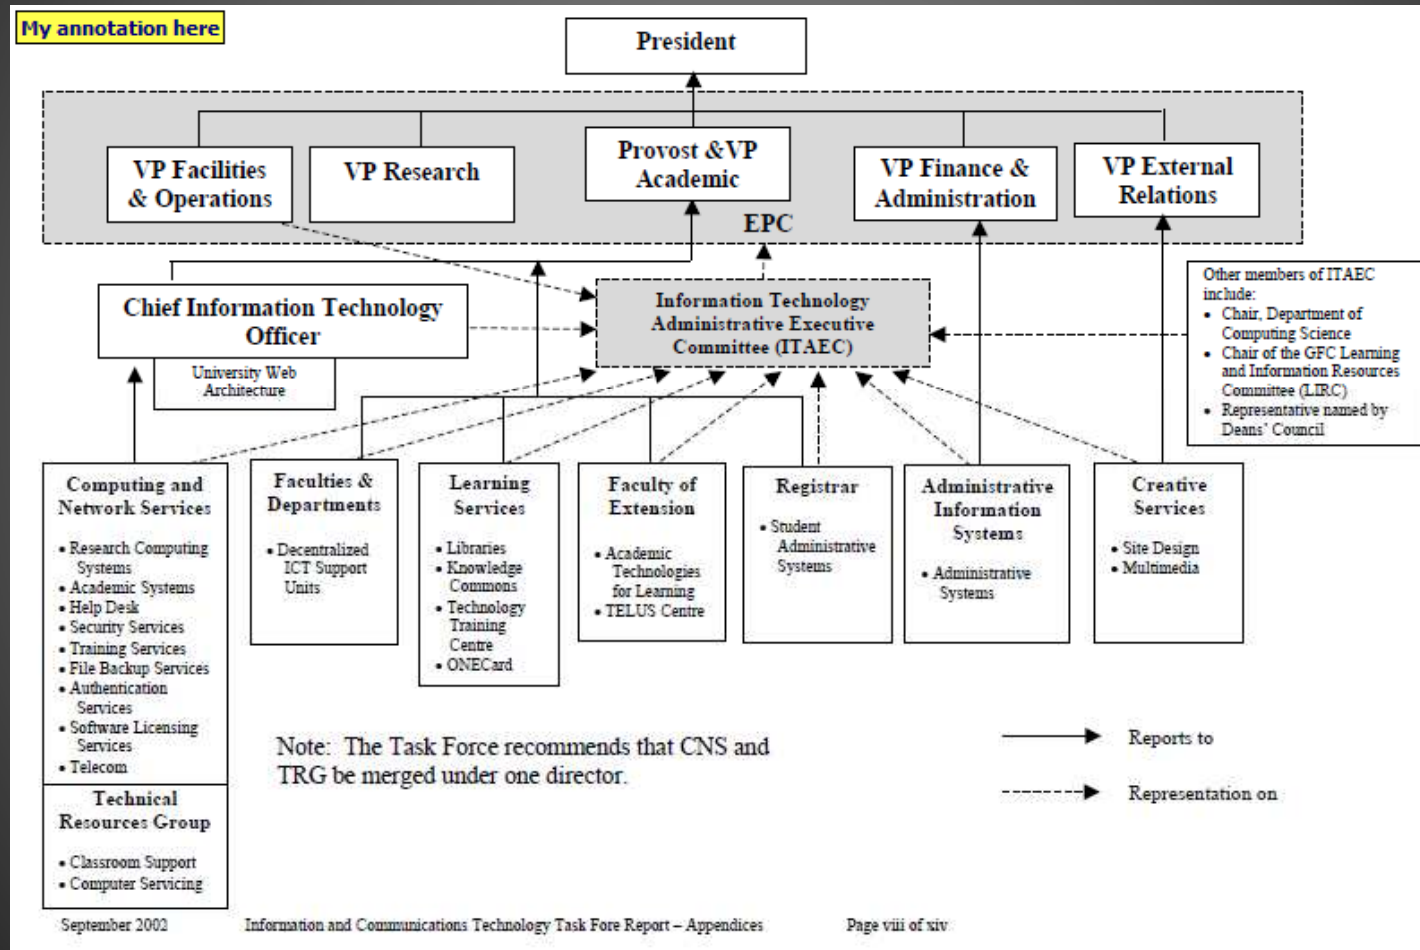 My annotation here
President
VP Facilities
& Operations
VP Research
Provost &VP
Academic
VP Finance &
Administration
VP External
Relations
EPC
Chief Information Technology
Officer
University Web
Architecture
Information Technology
Administrative Executive
Committee (ITAEC)
Other members of ITAEC
include:
• Chair, Department of
Computing Science
• Chair of the GFC Learning
and Information Resources
Committee (LIRC)
• Representative named by
Deans' Council
Computing and
Network Services
• Research Computing
Systems
• Academic Systems
• Help Desk
• Security Services
• Training Services
• File Backup Services
• Authentication
Services
• Software Licensing
Services
• Telecom
Technical
Resources Group
• Classroom Support
• Computer Servicing
Faculties &
Departments
• Decentralized
ICT Support
Units
Learning
Services
• Libraries
• Knowledge
Commons
• Technology
Training
Centre
• ONECard
Faculty of
Extension
• Academic
Technologies
for Learning
• TELUS Centre
Registrar
• Student
Administrative
Systems
Administrative
Information
Systems
• Administrative
Systems
Creative
Services
• Site Design
• Multimedia
Note: The Task Force recommends that CNS and
TRG be merged under one director.
Reports to
Representation on
September 2002 Information and Communications Technology Task Fore Report – Appendices Page viii of xiv